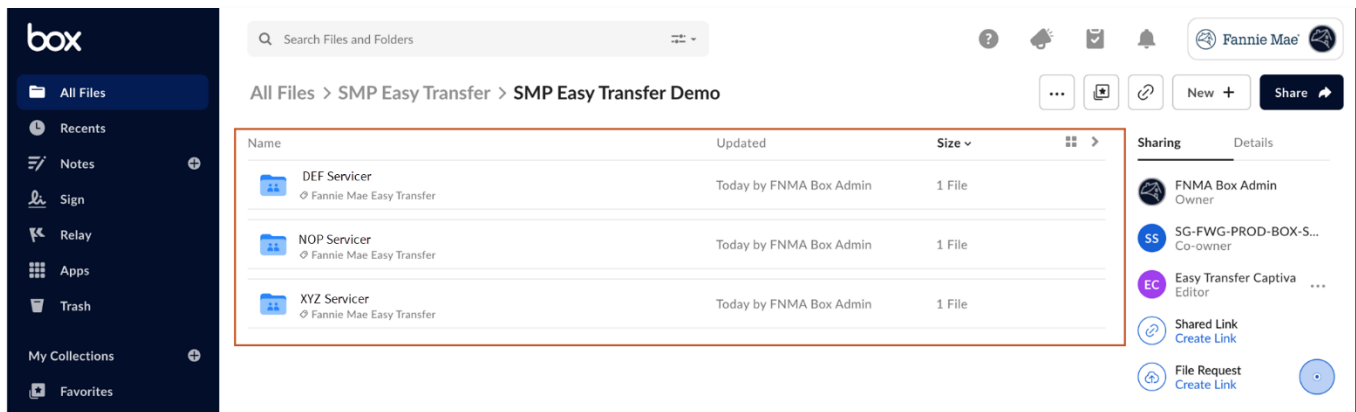 box
Search Files and Folders
Fannie Mae
All Files
Recents
Notes
Sign
Relay
Apps
Trash
My Collections
Favorites
All Files > SMP Easy Transfer > SMP Easy Transfer Demo
...
New +
Share
Name Updated Size
DEF Servicer
Fannie Mae Easy Transfer
Today by FNMA Box Admin 1 File
NOP Servicer
Fannie Mae Easy Transfer
Today by FNMA Box Admin 1 File
XYZ Servicer
Fannie Mae Easy Transfer
Today by FNMA Box Admin 1 File
Sharing Details
FNMA Box Admin
Owner
SS
SG-FWG-PROD-BOX-S...
Co-owner
EC
Easy Transfer Captiva
Editor
...
Shared Link
Create Link
File Request
Create Link